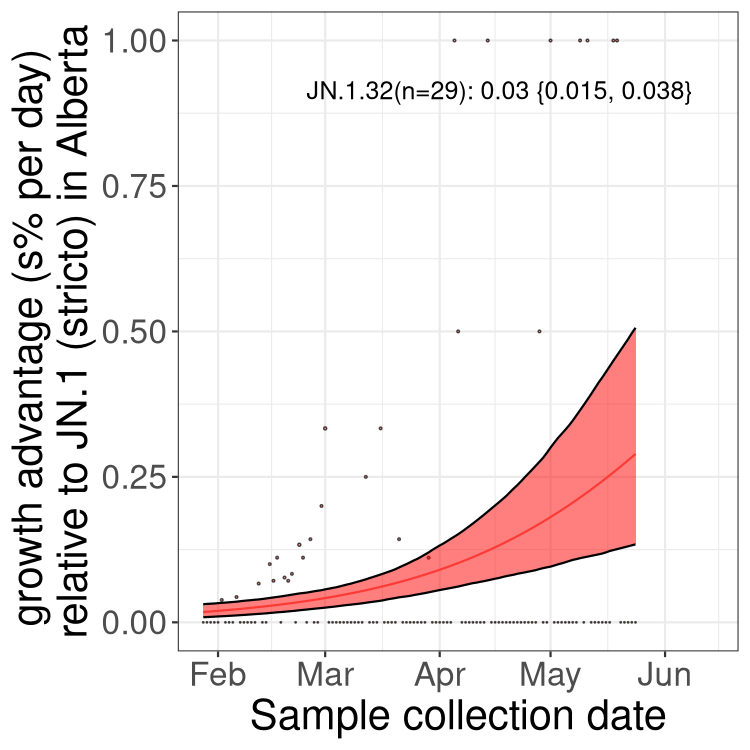 growth advantage (s% per day)
relative to JN.1 (stricto) in Alberta
1.00
JN.1.32(n=29): 0.03 {0.015, 0.038}
0.75
0.50
0.25
0.00
Feb Mar Apr May Jun
Sample collection date